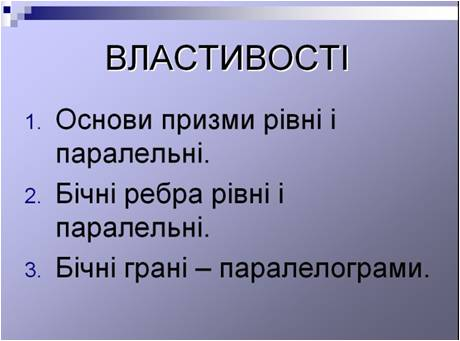 ВЛАСТИВОСТІ
1. Основи призми рівні і
паралельні.
2. Бічні ребра рівні і
паралельні.
3. Бічні грані – паралелограми.